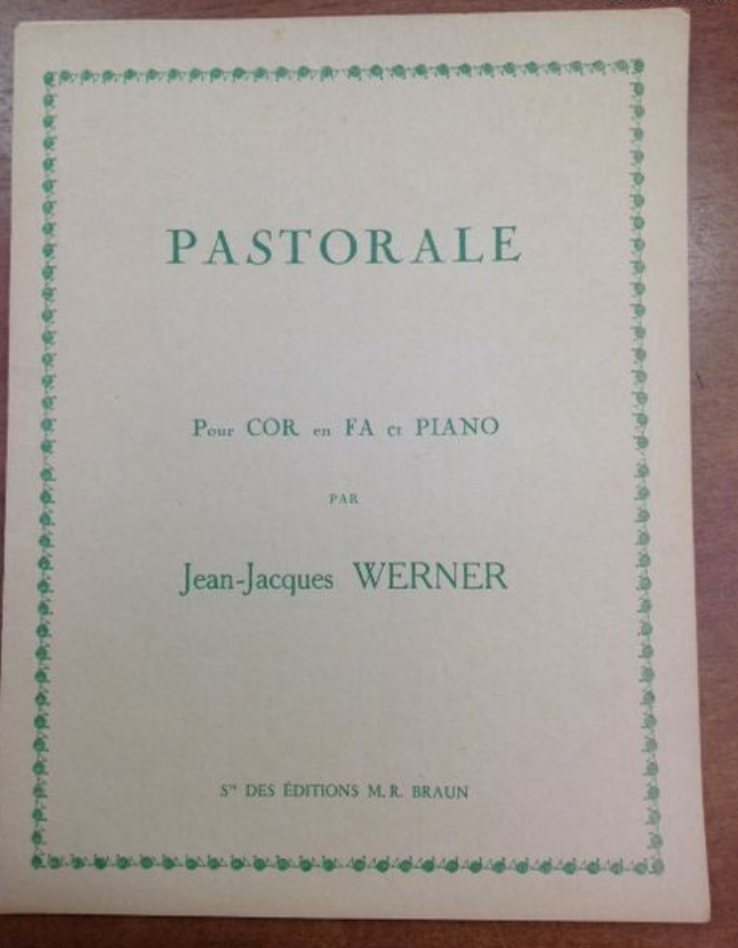 PASTORALE
Pour COR en FA et PIANO
PAR
Jean-Jacques WERNER
Sté DES ÉDITIONS M. R. BRAUN